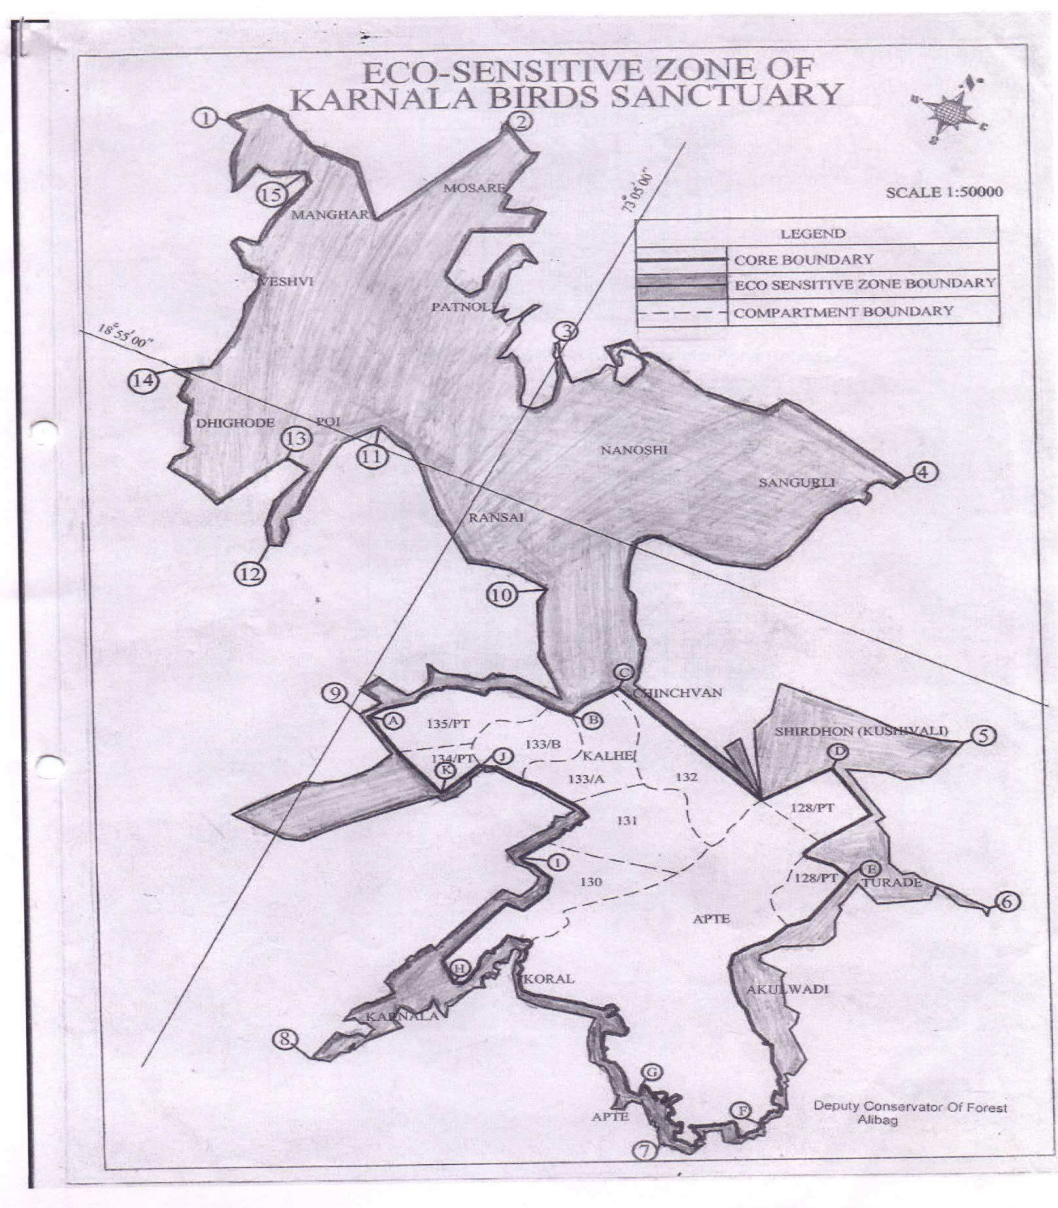 ECO-SENSITIVE ZONE OF
KARNALA BIRDS SANCTUARY
1
2
MOSARE
15
MANGHAR
73°05'00"
SCALE 1:50000
LEGEND
CORE BOUNDARY
ECO SENSITIVE ZONE BOUNDARY
COMPARTMENT BOUNDARY
VESHVI
PATNOLI
3
18°55'00"
14
DHIGHODE
POI
13
11
NANOSHI
4
SANGURLI
RANSAI
12
10
C
CHINCHVAN
9
A
135/PT
B
SHIRDHON (KUSHIVALI)
5
133/B
KALHE
D
134/PT
J
K
133/A
132
128/PT
131
I
130
E
128/PT
TURADE
6
APTE
H
KORAL
AKULWADI
KARNALA
8
G
APTE
F
7
Deputy Conservator Of Forest
Alibag